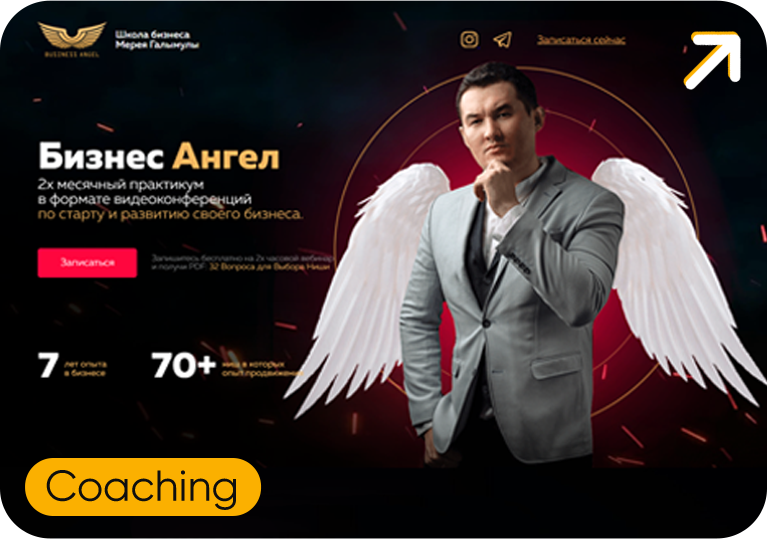 BUSINESS ANGEL
Школа бизнеса
Мерея Галымулы
Записаться сейчас
Бизнес Ангел
2х месячный практикум
в формате видеоконференций
по старту и развитию своего бизнеса.
Записаться
Запишитесь бесплатно на 2х часовой вебинар
и получи PDF: 32 Вопроса для Выбора Ниши
7 лет опыта
в бизнесе
70+ ниш в которых
опыт продвижения
Coaching